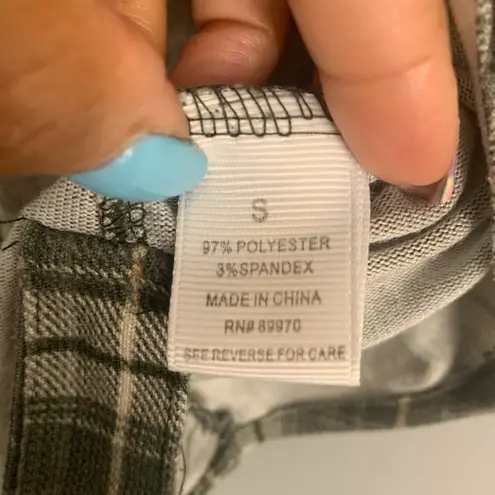 S
97% POLYESTER
3%SPANDEX
MADE IN CHINA
RN# 89970
SEE REVERSE FOR CARE